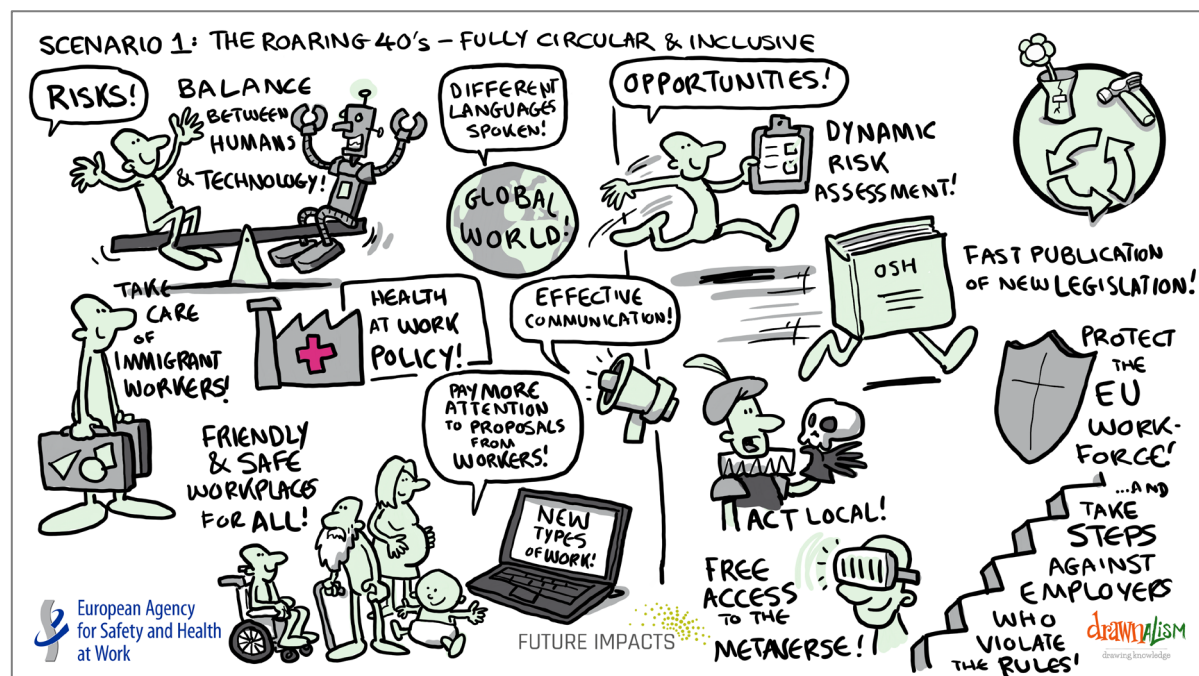 SCENARIO 1: THE ROARING 40's – FULLY CIRCULAR & INCLUSIVE
RISKS!
BALANCE
BETWEEN
HUMANS
& TECHNOLOGY!
DIFFERENT
LANGUAGES
SPOKEN!
GLOBAL
WORLD!
TAKE
CARE
OF
IMMIGRANT
WORKERS!
HEALTH
AT WORK
POLICY!
EFFECTIVE
COMMUNICATION!
FRIENDLY
& SAFE
WORKPLACES
FOR ALL!
PAY MORE
ATTENTION
TO PROPOSALS
FROM
WORKERS!
NEW
TYPES
OF WORK!
OPPORTUNITIES!
DYNAMIC
RISK
ASSESSMENT!
OSH
FAST PUBLICATION
OF NEW LEGISLATION!
PROTECT
THE
EU
WORK-
FORCE!
...AND
TAKE
STEPS
AGAINST
EMPLOYERS
WHO
VIOLATE
THE RULES!
ACT LOCAL!
FREE
ACCESS
TO THE
METAVERSE!
European Agency
for Safety and Health
at Work
FUTURE IMPACTS
drawnalism
drawing.knowledge